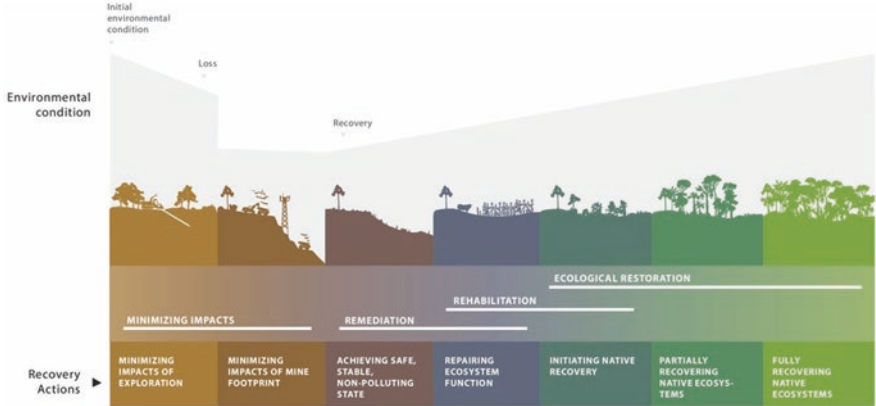 Initial
environmental
condition
Loss
Environmental
condition
Recovery
ECOLOGICAL RESTORATION
REHABILITATION
MINIMIZING IMPACTS
REMEDIATION
Recovery
Actions
MINIMIZING
IMPACTS OF
EXPLORATION
MINIMIZING
IMPACTS OF MINE
FOOTPRINT
ACHIEVING SAFE,
STABLE,
NON-POLLUTING
STATE
REPAIRING
ECOSYSTEM
FUNCTION
INITIATING NATIVE
RECOVERY
PARTIALLY
RECOVERING
NATIVE ECOSYS-
TEMS
FULLY
RECOVERING
NATIVE
ECOSYSTEMS